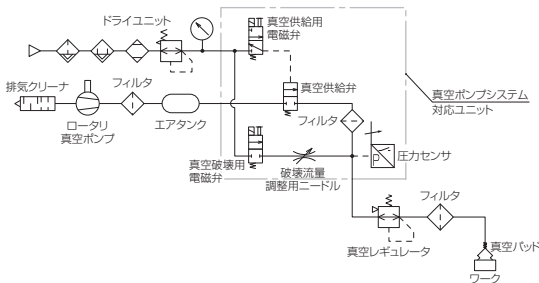 ドライユニット
真空供給用
電磁弁
排気クリーナ
フィルタ
真空供給弁
真空ポンプシステム
対応ユニット
ロータリ
真空ポンプ
エアタンク
フィルタ
真空破壊用
電磁弁
破壊流量
調整用ニードル
P
圧力センサ
フィルタ
真空レギュレータ
真空パッド
ワーク